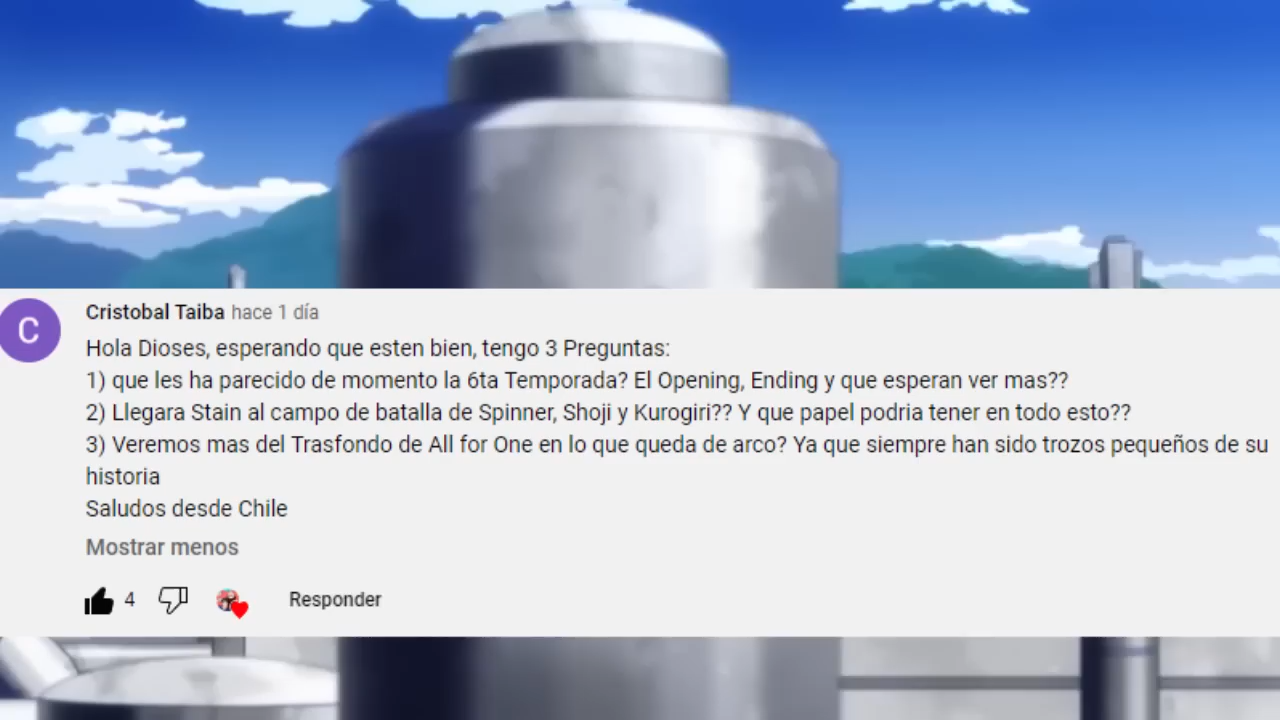 C
Cristobal Taiba hace 1 día
Hola Dioses, esperando que esten bien, tengo 3 Preguntas:
1) que les ha parecido de momento la 6ta Temporada? El Opening, Ending y que esperan ver mas??
2) Llegara Stain al campo de batalla de Spinner, Shoji y Kurogiri?? Y que papel podria tener en todo esto??
3) Veremos mas del Trasfondo de All for One en lo que queda de arco? Ya que siempre han sido trozos pequeños de su
historia
Saludos desde Chile
Mostrar menos
4 Responder